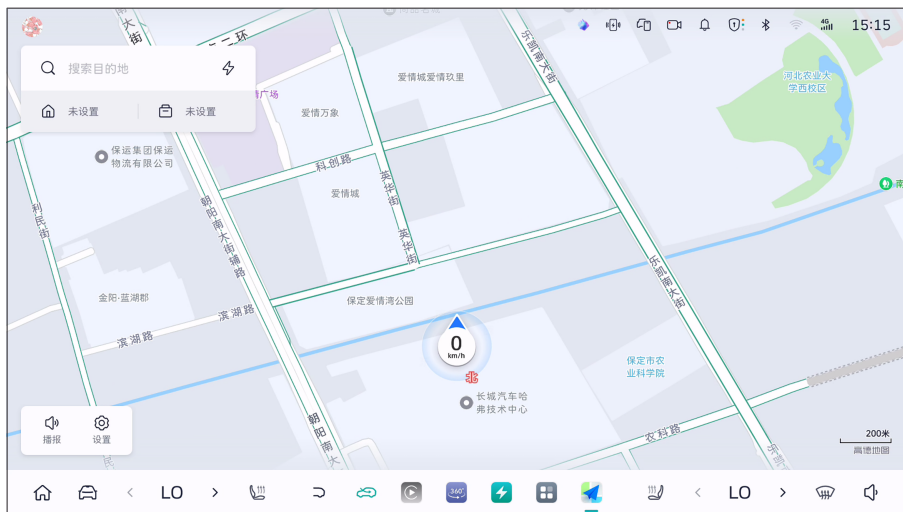 4G
15:15
大街
二环
搜索目的地
未设置
未设置
广场
爱情城爱情玖里
乐凯南大街
河北农业大
学西校区
爱情万象
保运集团保运
物流有限公司
科创路
爱情城
英华街
南
利民街
朝阳南大街辅路
英华街
乐凯南大街
金阳·蓝湖郡
保定爱情湾公园
滨湖路
滨湖路
0
km/h
北
保定市农
业科学院
长城汽车哈
弗技术中心
播报
设置
朝阳南大
农科路
乐凯
200米
高德地图
LO
360°
LO